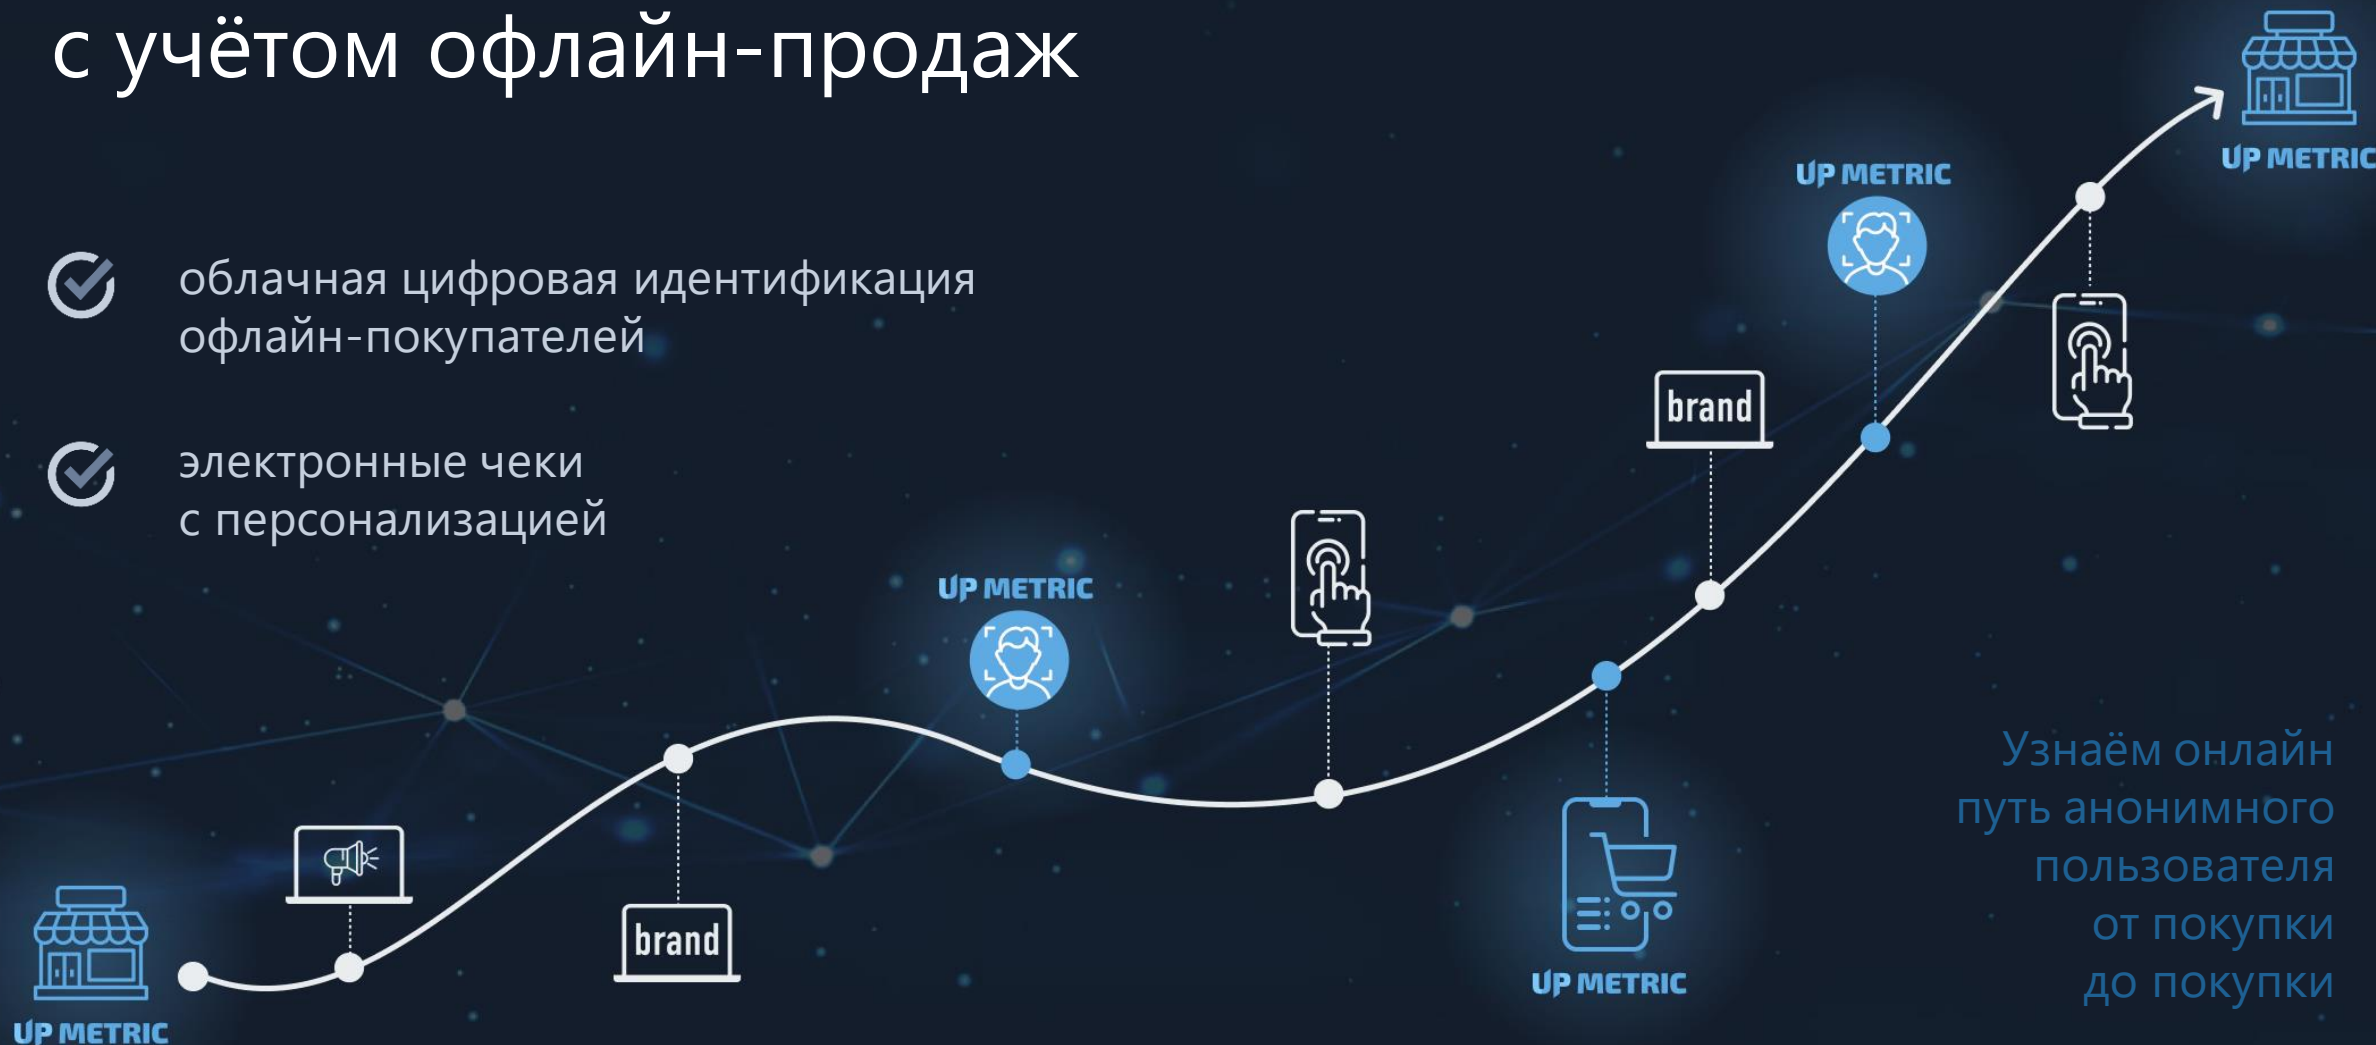 с учётом офлайн-продаж
облачная цифровая идентификация
офлайн-покупателей
электронные чеки
с персонализацией
UP METRIC
UP METRIC
brand
UP METRIC
brand
UP METRIC
brand
UP METRIC
Узнаём онлайн
путь анонимного
пользователя
от покупки
до покупки